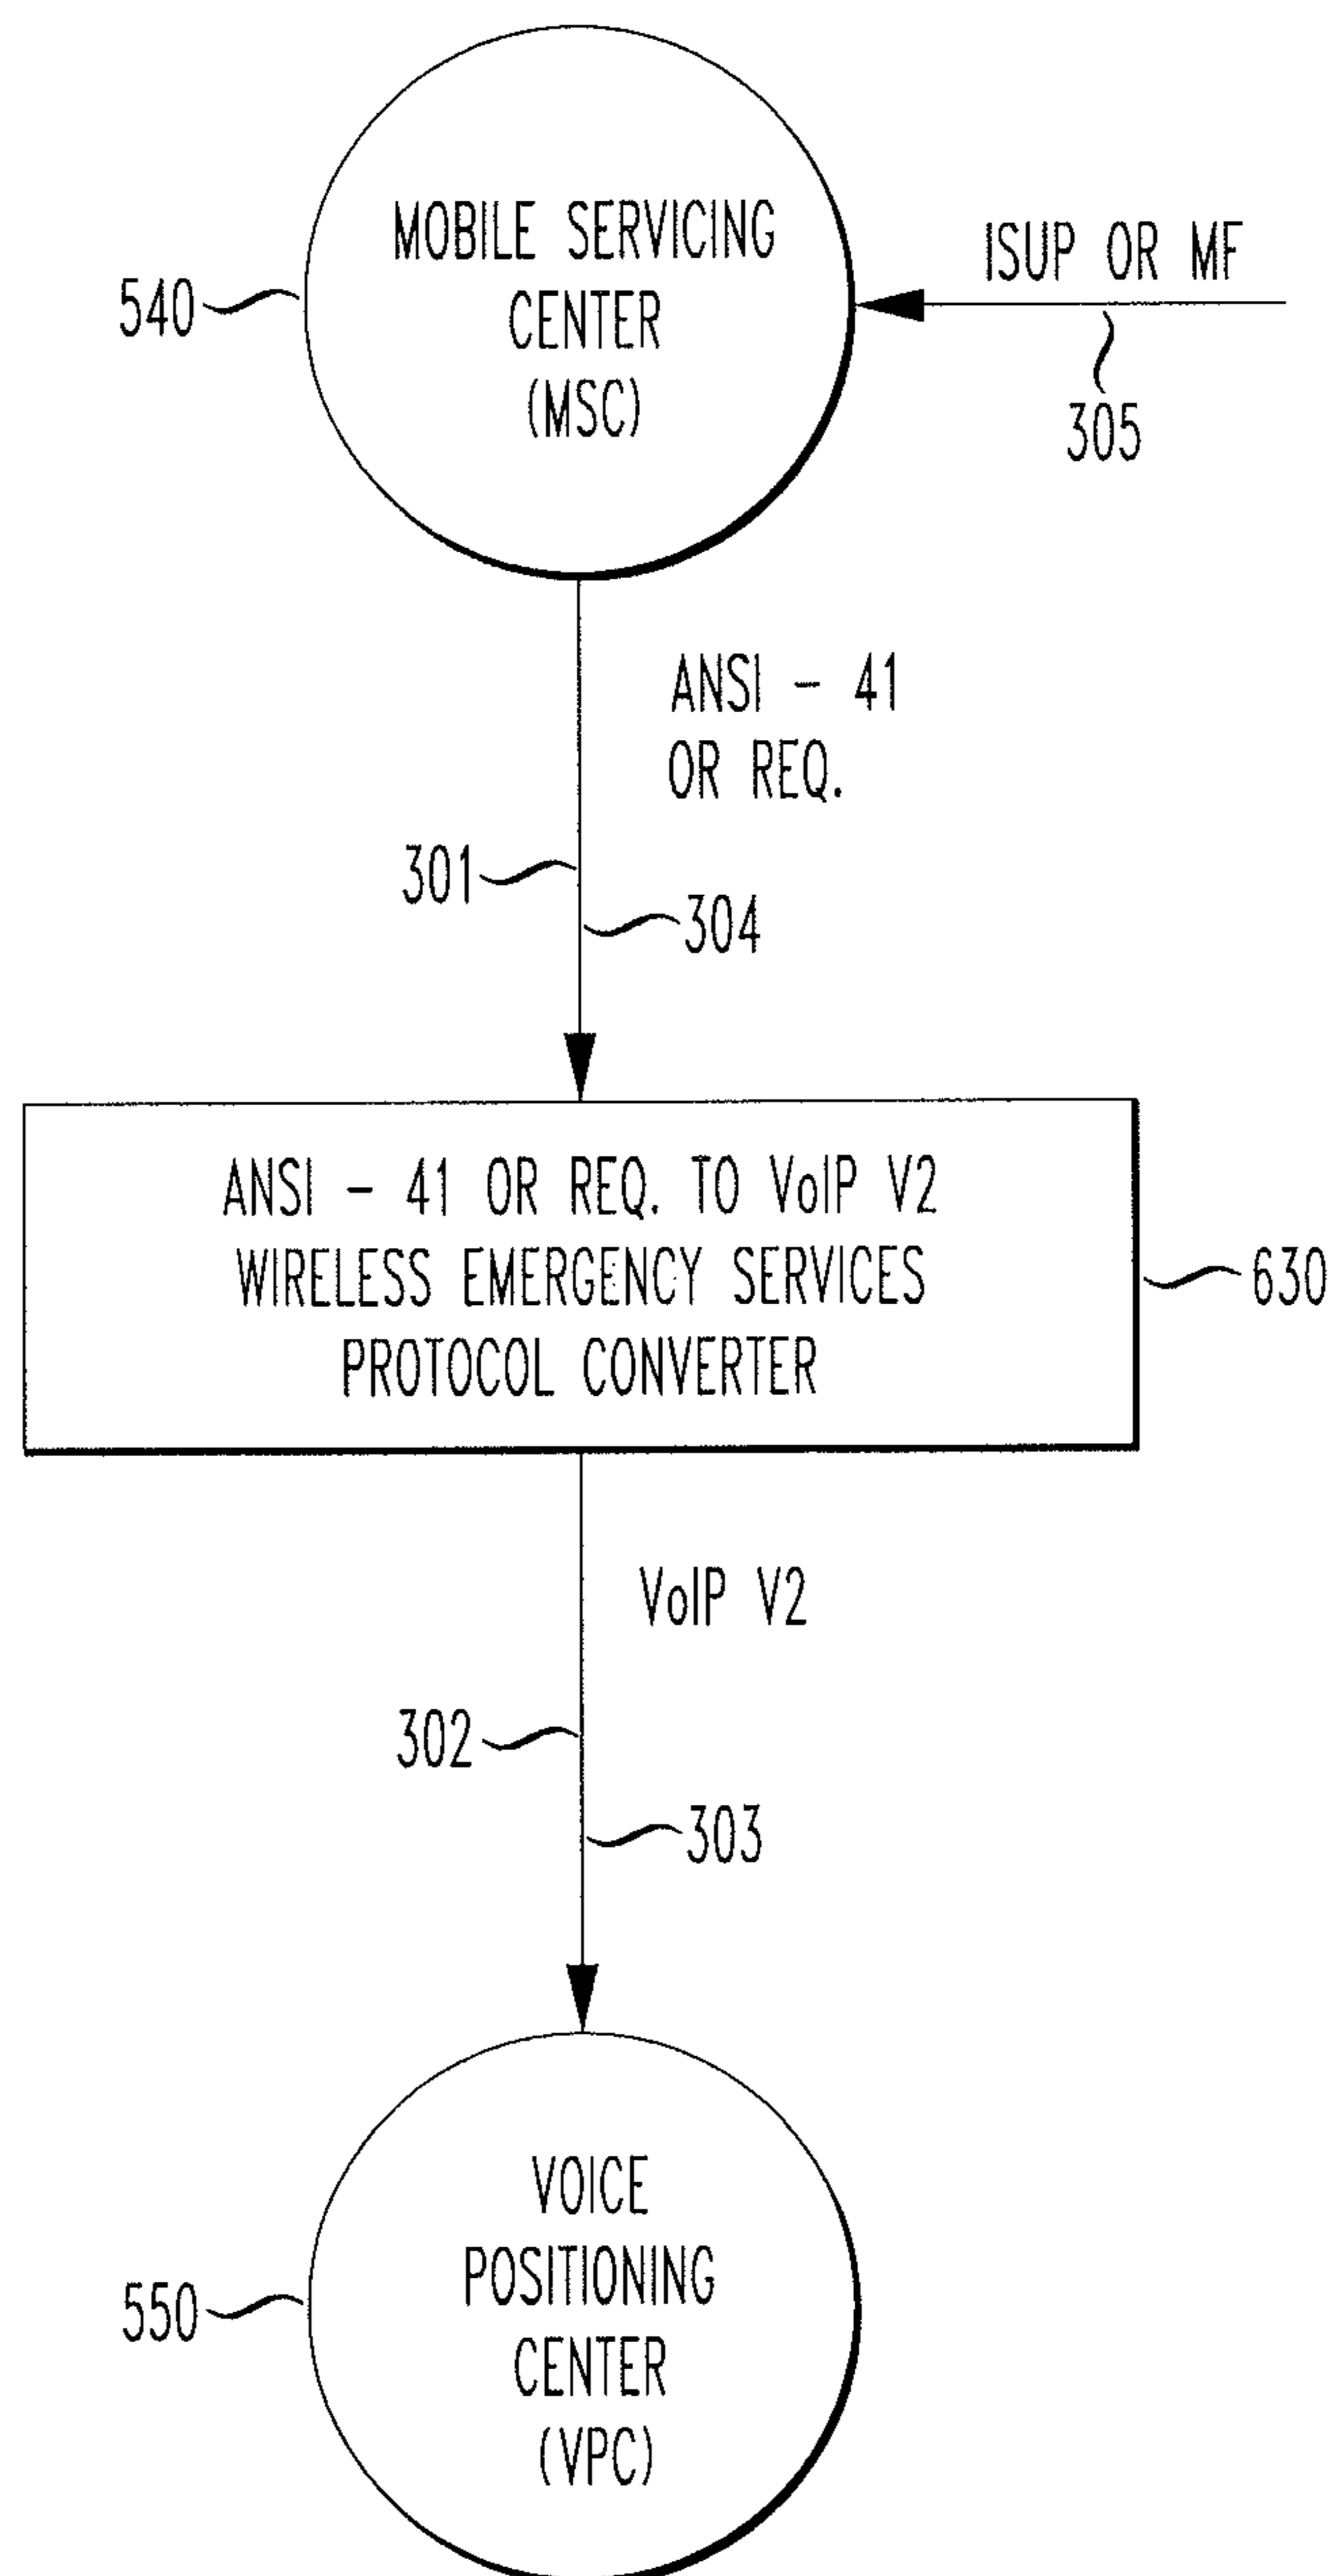 MOBILE SERVICING
CENTER
(MSC)
540
ISUP OR MF
305
ANSI - 41
OR REQ.
301
304
ANSI - 41 OR REQ. TO VoIP V2
WIRELESS EMERGENCY SERVICES
PROTOCOL CONVERTER
630
VoIP V2
302
303
VOICE
POSITIONING
CENTER
(VPC)
550